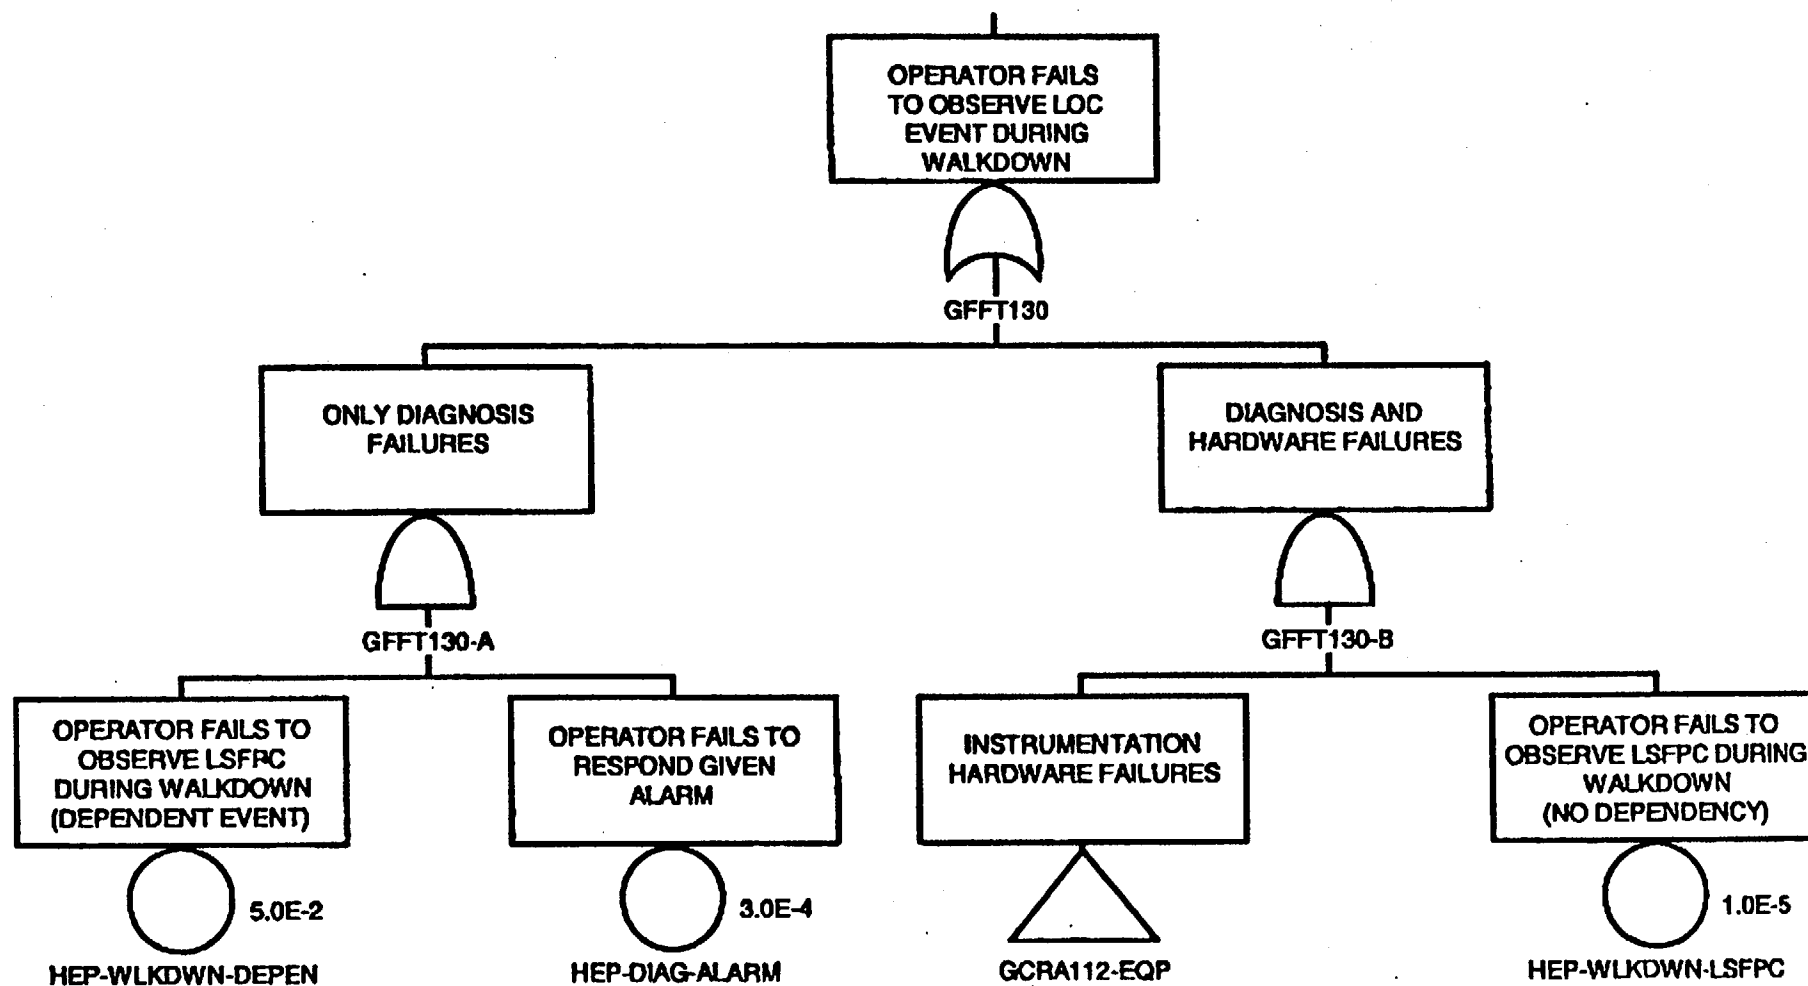 OPERATOR FAILS
TO OBSERVE LOC
EVENT DURING
WALKDOWN
GFFT130
ONLY DIAGNOSIS
FAILURES
DIAGNOSIS AND
HARDWARE FAILURES
GFFT130-A
GFFT130-B
OPERATOR FAILS TO
OBSERVE LSFPC
DURING WALKDOWN
(DEPENDENT EVENT)
OPERATOR FAILS TO
RESPOND GIVEN
ALARM
INSTRUMENTATION
HARDWARE FAILURES
OPERATOR FAILS TO
OBSERVE LSFPC DURING
WALKDOWN
(NO DEPENDENCY)
5.0E-2
3.0E-4
1.0E-5
HEP-WLKDWN-DEPEN
HEP-DIAG-ALARM
GCRA112-EQP
HEP-WLKDWN-LSFPC